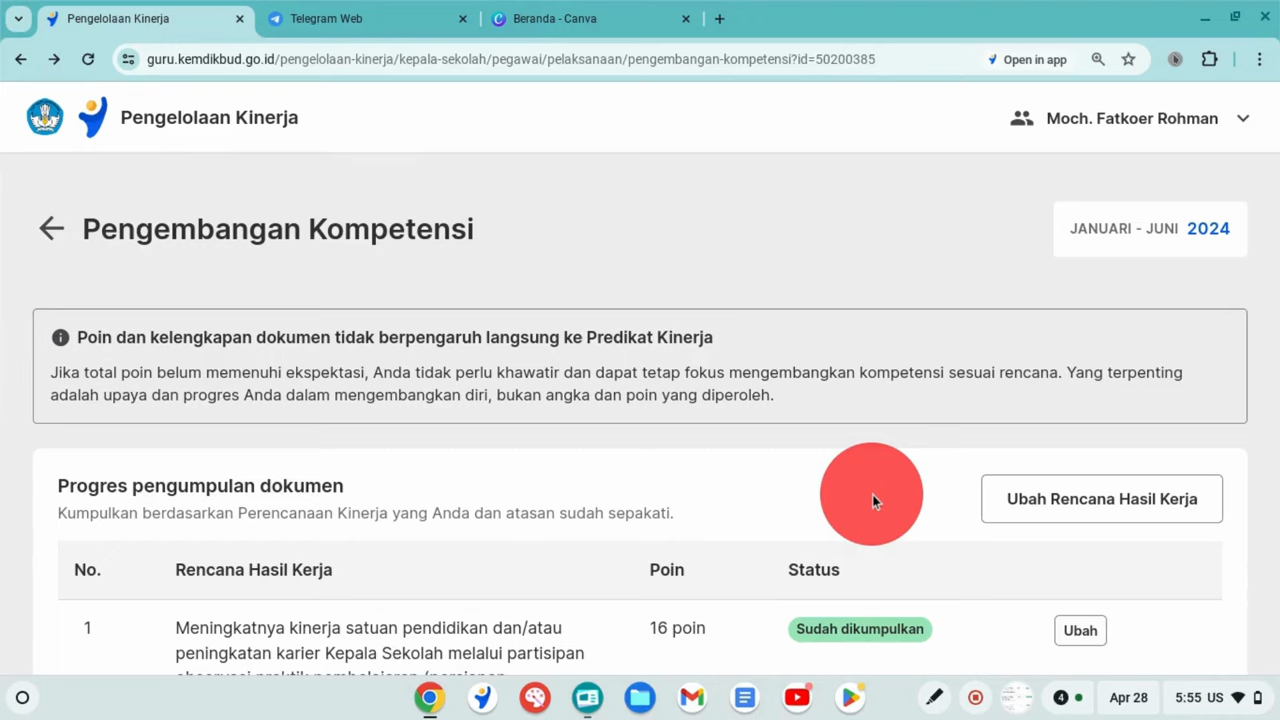 Pengelolaan Kinerja
Telegram Web
Beranda - Canva
guru.kemdikbud.go.id/pengelolaan-kinerja/kepala-sekolah/pegawai/pelaksanaan/pengembangan-kompetensi?id=50200385
Open in app
Pengelolaan Kinerja
Moch. Fatkoer Rohman
Pengembangan Kompetensi
JANUARI - JUNI 2024
Poin dan kelengkapan dokumen tidak berpengaruh langsung ke Predikat Kinerja
Jika total poin belum memenuhi ekspektasi, Anda tidak perlu khawatir dan dapat tetap fokus mengembangkan kompetensi sesuai rencana. Yang terpenting
adalah upaya dan progres Anda dalam mengembangkan diri, bukan angka dan poin yang diperoleh.
Progres pengumpulan dokumen
Kumpulkan berdasarkan Perencanaan Kinerja yang Anda dan atasan sudah sepakati.
Ubah Rencana Hasil Kerja
No. Rencana Hasil Kerja Poin Status
1 Meningkatnya kinerja satuan pendidikan dan/atau 16 poin Sudah dikumpulkan Ubah
peningkatan karier Kepala Sekolah melalui partisipan
4 Apr 28 5:55 US